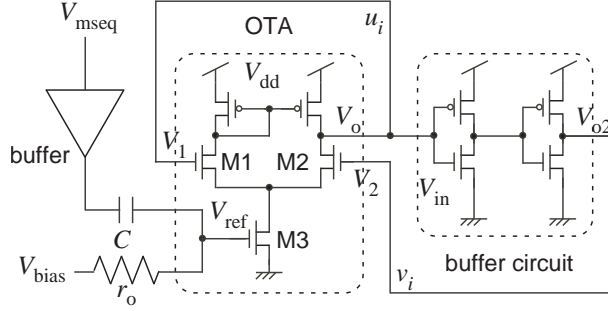 OTA
u_i
V_mseq
V_dd
V_o
V_o2
buffer
V_1
M1
M2
V_2
V_in
V_ref
C
M3
V_bias
r_o
v_i
buffer circuit